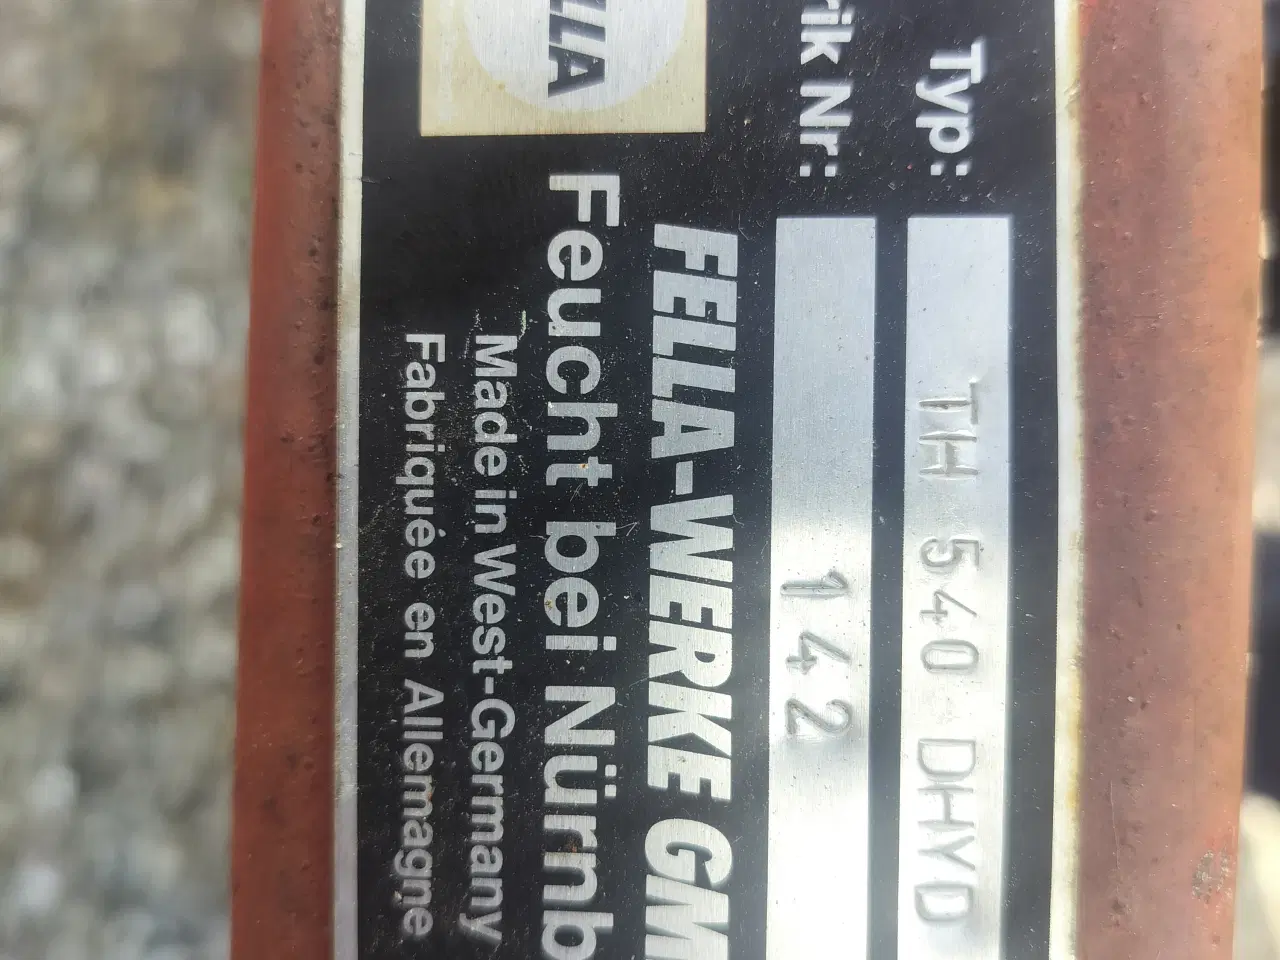 Typ: TH 540 DHYD
rik Nr: 142
FELLA-WERKE GM
Feucht bei Nürnb
Made in West-Germany
Fabriquée en Allemagne